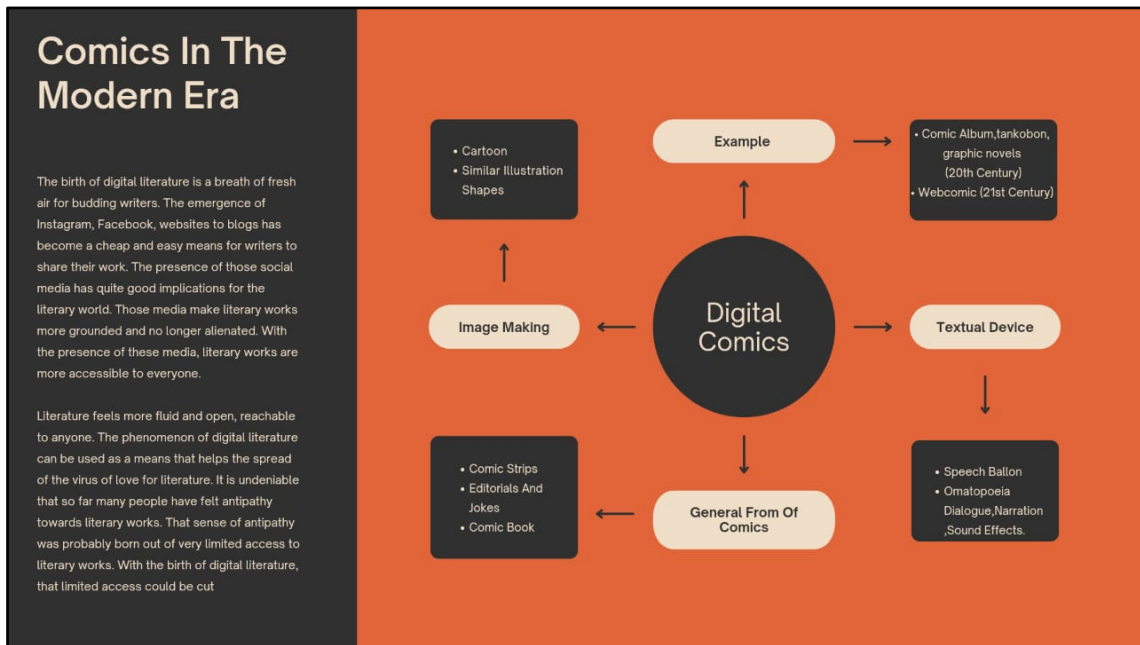 Comics In The
Modern Era
The birth of digital literature is a breath of fresh
air for budding writers. The emergence of
Instagram, Facebook, websites to blogs has
become a cheap and easy means for writers to
share their work. The presence of those social
media has quite good implications for the
literary world. Those media make literary works
more grounded and no longer alienated. With
the presence of these media, literary works are
more accessible to everyone.
Literature feels more fluid and open, reachable
to anyone. The phenomenon of digital literature
can be used as a means that helps the spread
of the virus of love for literature. It is undeniable
that so far many people have felt antipathy
towards literary works. That sense of antipathy
was probably born out of very limited access to
literary works. With the birth of digital literature,
that limited access could be cut
• Cartoon
• Similar Illustration
Shapes
Example
• Comic Album,tankobon,
graphic novels
(20th Century)
• Webcomic (21st Century)
Image Making
Digital
Comics
Textual Device
• Comic Strips
• Editorials And
Jokes
• Comic Book
General From Of
Comics
• Speech Ballon
• Omatopoeia
Dialogue,Narration
,Sound Effects.